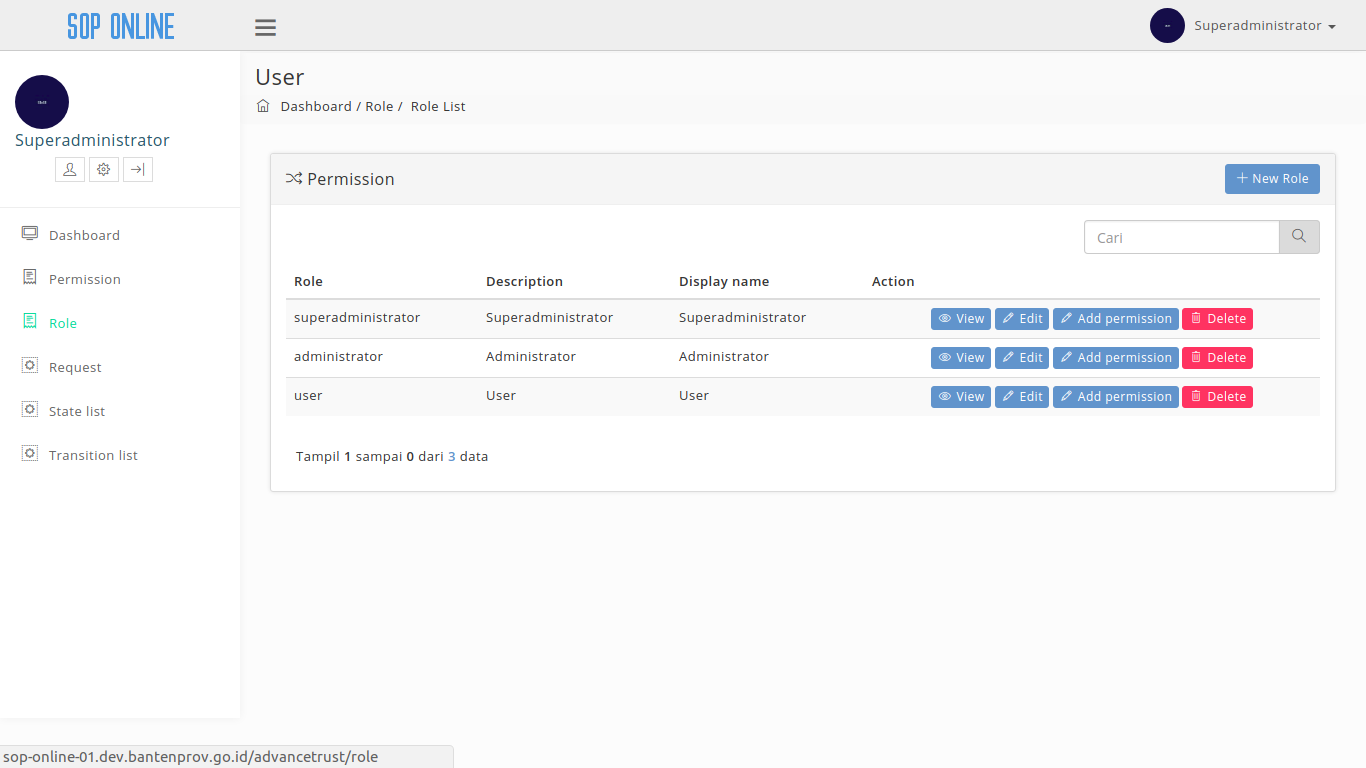 SOP ONLINE
Superadministrator
Superadministrator
Dashboard
Permission
Role
Request
State list
Transition list
User
Dashboard / Role / Role List
Permission
New Role
Cari
Role Description Display name Action
superadministrator Superadministrator Superadministrator View Edit Add permission Delete
administrator Administrator Administrator View Edit Add permission Delete
user User User View Edit Add permission Delete
Tampil 1 sampai 0 dari 3 data
sop-online-01.dev.bantenprov.go.id/advancetrust/role